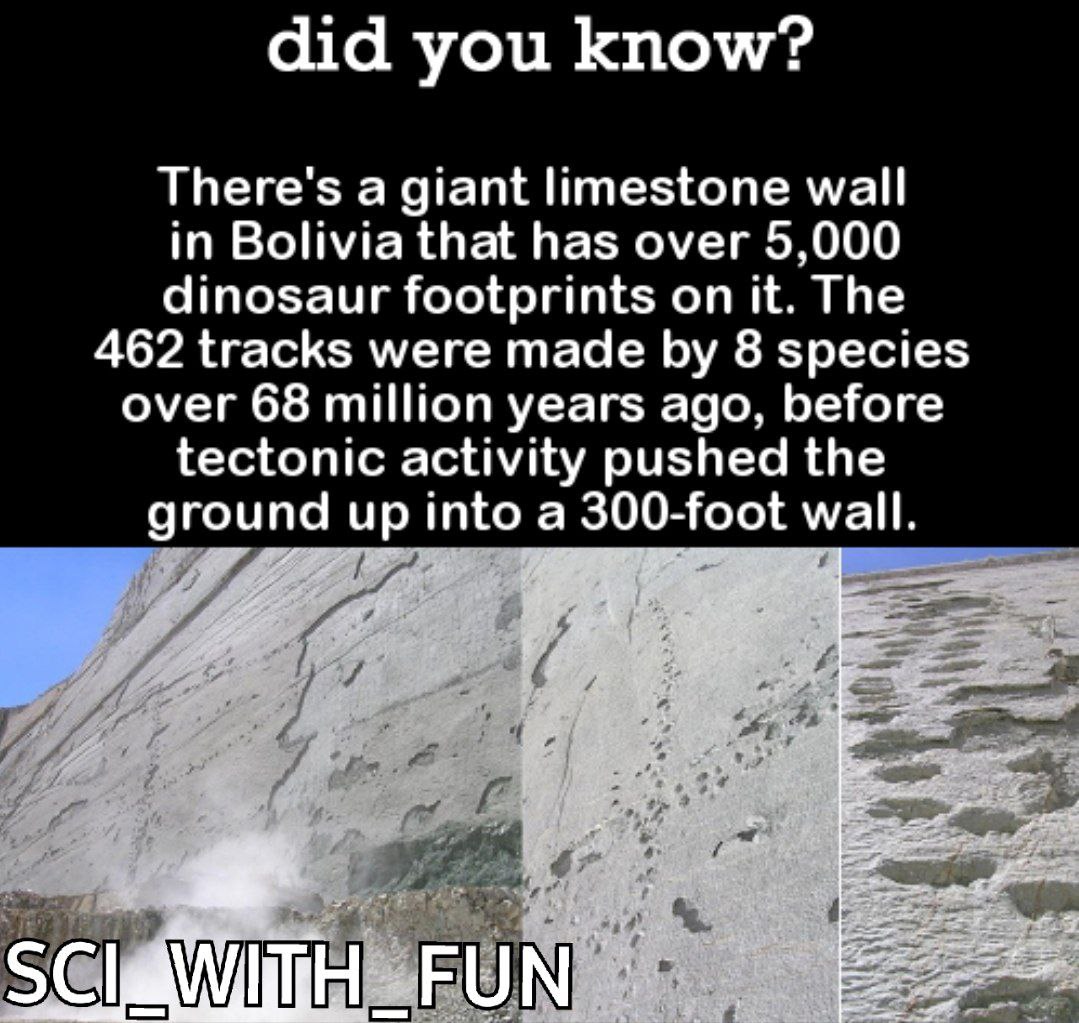 did you know?
There's a giant limestone wall
in Bolivia that has over 5,000
dinosaur footprints on it. The
462 tracks were made by 8 species
over 68 million years ago, before
tectonic activity pushed the
ground up into a 300-foot wall.
SCI_WITH_FUN